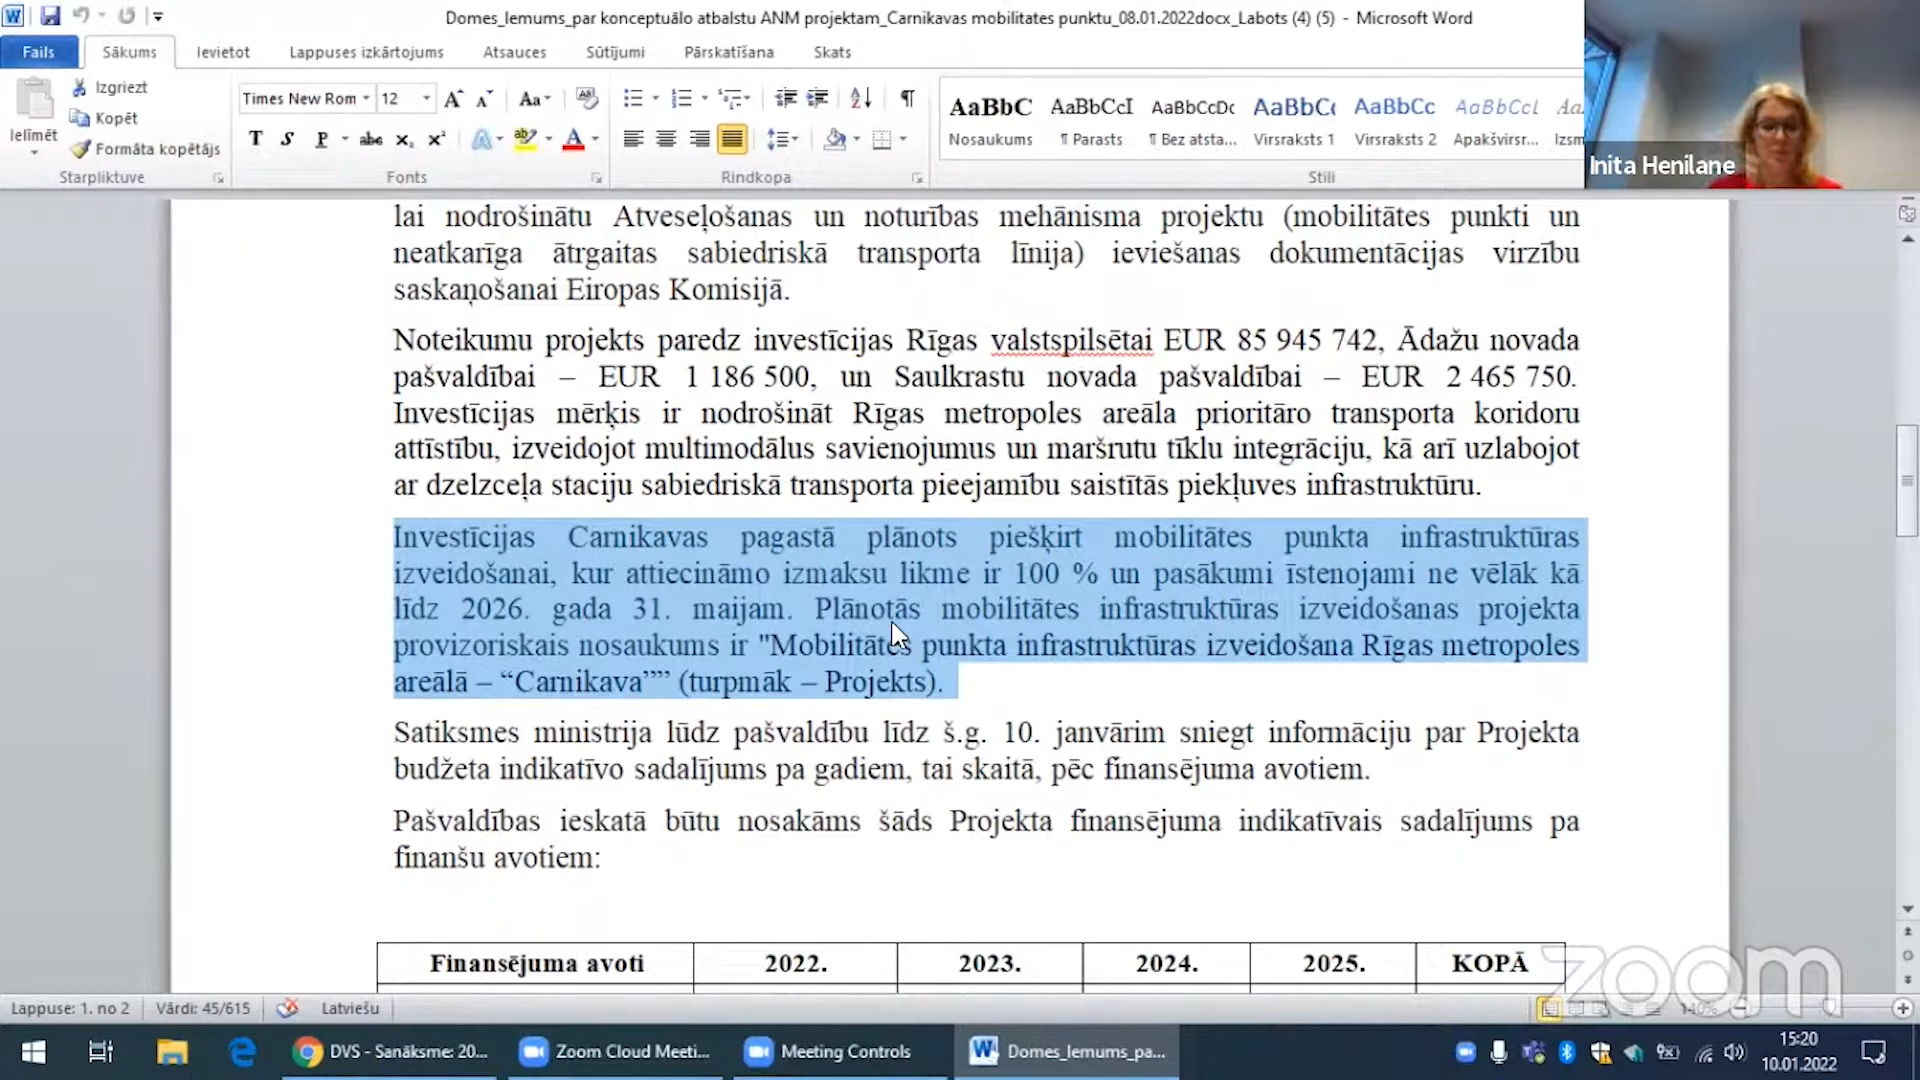 Domes_lemums_par konceptuālo atbalstu ANM projektam_Carnikavas mobilitates punktu_08.01.2022docx_Labots (4) (5) - Microsoft Word
Fails Sākums Ievietot Lappuses izkārtojums Atsauces Sūtījumi Pārskatīšana Skats
Ielīmēt
Izgriezt
Kopēt
Formāta kopētājs
Starpliktuve
Times New Rom 12
Fonts
Rindkopa
AaBbC AaBbCcI AaBbCcDc AaBbC AaBbCc AaBbCcL Aa
Nosaukums ¶ Parasts ¶ Bez atsta... Virsraksts 1 Virsraksts 2 Apakšvirsr... Izsm
Stili
Inita Henilane
lai nodrošinātu Atveseļošanas un noturības mehānisma projektu (mobilitātes punkti un
neatkarīga ātrgaitas sabiedriskā transporta līnija) ieviešanas dokumentācijas virzību
saskaņošanai Eiropas Komisijā.
Noteikumu projekts paredz investīcijas Rīgas valstspilsētai EUR 85 945 742, Ādažu novada
pašvaldībai – EUR 1 186 500, un Saulkrastu novada pašvaldībai – EUR 2 465 750.
Investīcijas mērķis ir nodrošināt Rīgas metropoles areāla prioritāro transporta koridoru
attīstību, izveidojot multimodālus savienojumus un maršrutu tīklu integrāciju, kā arī uzlabojot
ar dzelzceļa staciju sabiedriskā transporta pieejamību saistītās piekļuves infrastruktūru.
Investīcijas Carnikavas pagastā plānots piešķirt mobilitātes punkta infrastruktūras
izveidošanai, kur attiecināmo izmaksu likme ir 100 % un pasākumi īstenojami ne vēlāk kā
līdz 2026. gada 31. maijam. Plānotās mobilitātes infrastruktūras izveidošanas projekta
provizoriskais nosaukums ir "Mobilitātes punkta infrastruktūras izveidošana Rīgas metropoles
areālā – “Carnikava”” (turpmāk – Projekts).
Satiksmes ministrija lūdz pašvaldību līdz š.g. 10. janvārim sniegt informāciju par Projekta
budžeta indikatīvo sadalījums pa gadiem, tai skaitā, pēc finansējuma avotiem.
Pašvaldības ieskatā būtu nosakāms šāds Projekta finansējuma indikatīvais sadalījums pa
finanšu avotiem:
Finansējuma avoti 2022. 2023. 2024. 2025. KOPĀ
zoom
Lappuse: 1. no 2 Vārdi: 45/615 Latviešu 140%
DVS - Sanāksme: 20... Zoom Cloud Meeti... Meeting Controls Domes_lemums_pa...
15:20
10.01.2022